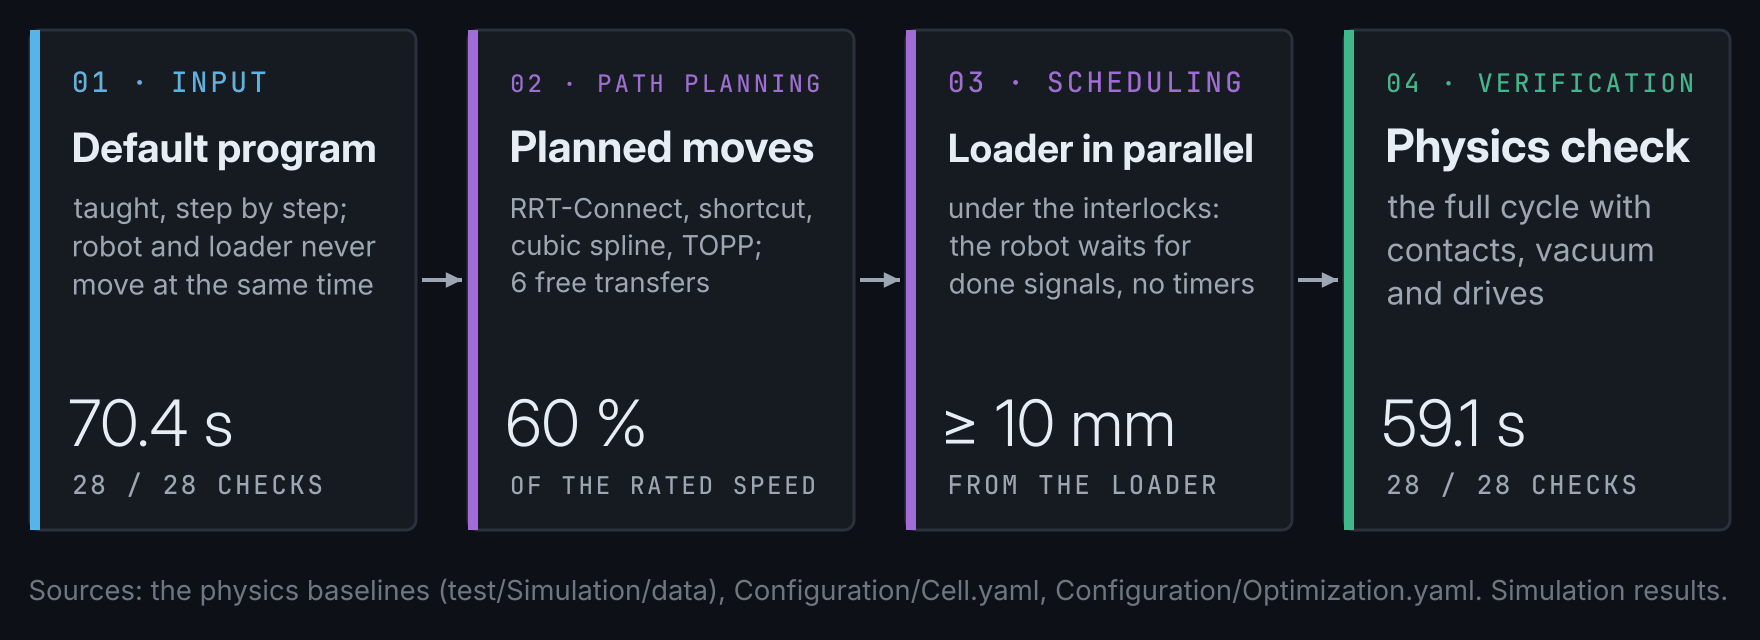 01 · INPUT
Default program
taught, step by step;
robot and loader never
move at the same time
70.4 s
28 / 28 CHECKS
02 · PATH PLANNING
Planned moves
RRT-Connect, shortcut,
cubic spline, TOPP;
6 free transfers
60 %
OF THE RATED SPEED
03 · SCHEDULING
Loader in parallel
under the interlocks:
the robot waits for
done signals, no timers
≥ 10 mm
FROM THE LOADER
04 · VERIFICATION
Physics check
the full cycle with
contacts, vacuum
and drives
59.1 s
28 / 28 CHECKS
Sources: the physics baselines (test/Simulation/data), Configuration/Cell.yaml, Configuration/Optimization.yaml. Simulation results.